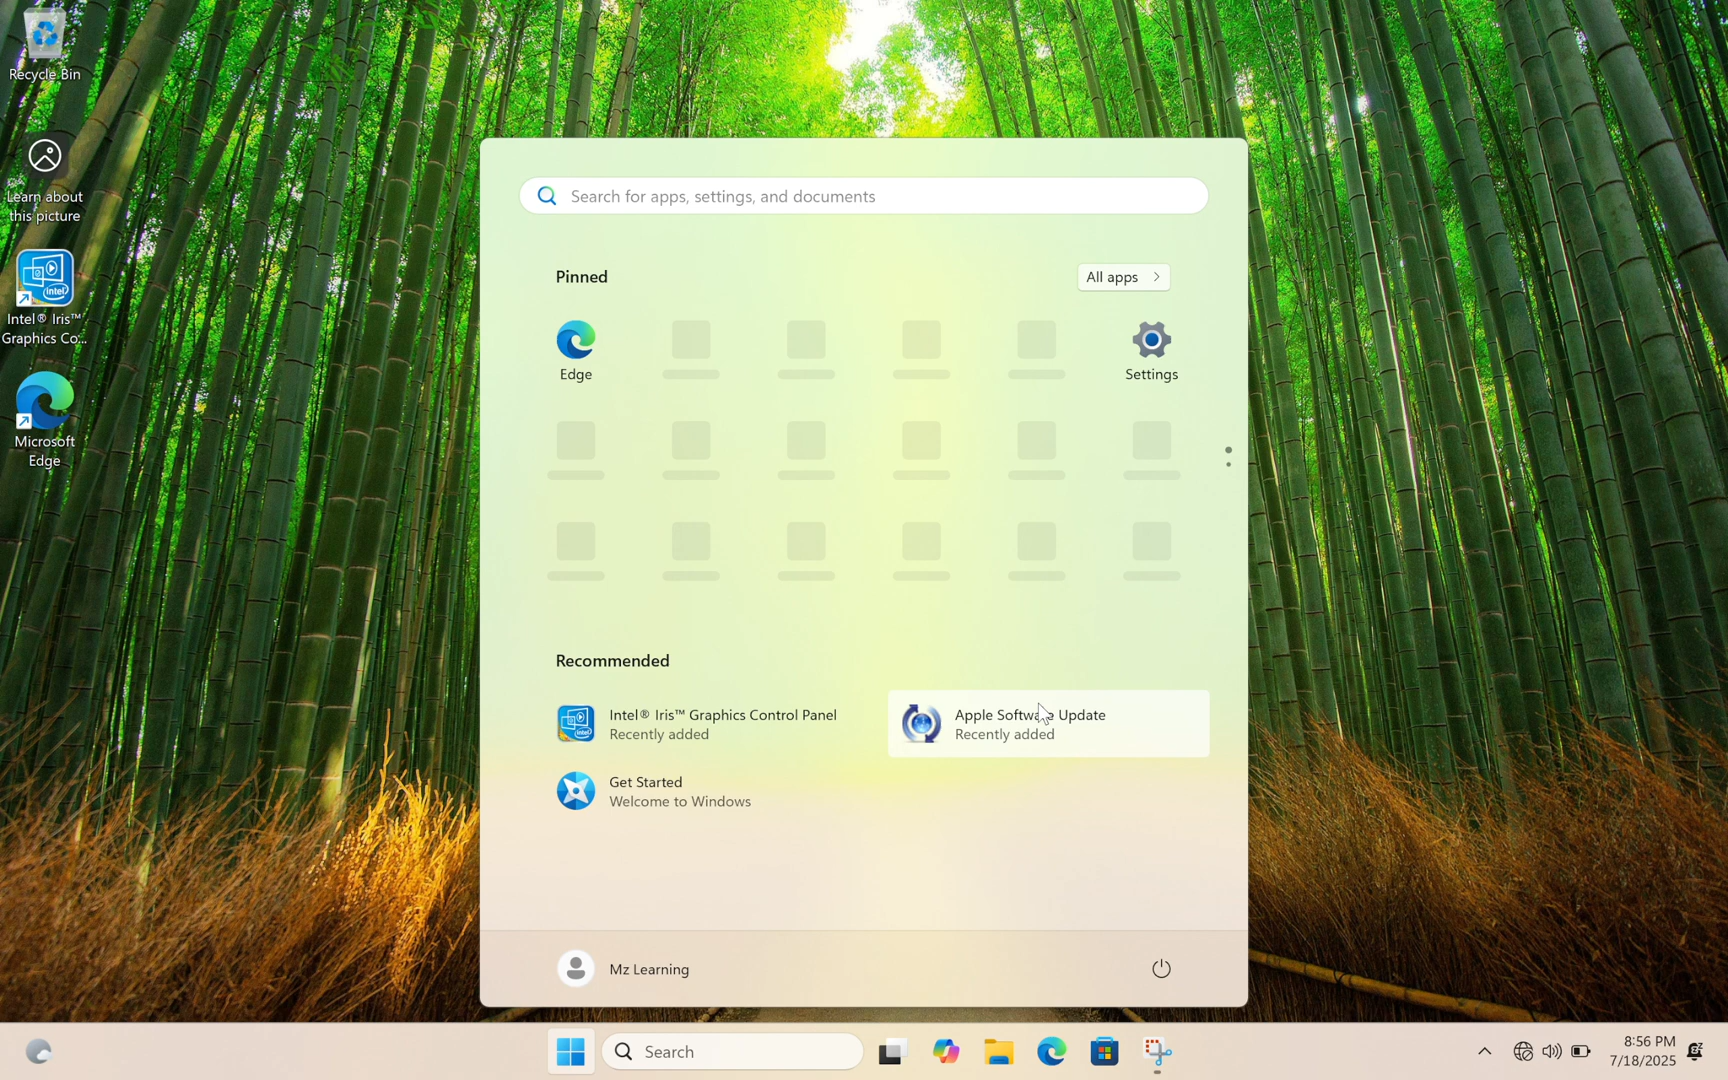 Recycle Bin
Learn about
this picture
Intel® Iris™
Graphics Co...
Microsoft
Edge
Search for apps, settings, and documents
Pinned
All apps
Edge
Settings
Recommended
Intel® Iris™ Graphics Control Panel
Recently added
Apple Software Update
Recently added
Get Started
Welcome to Windows
Mz Learning
Search
8:56 PM
7/18/2025